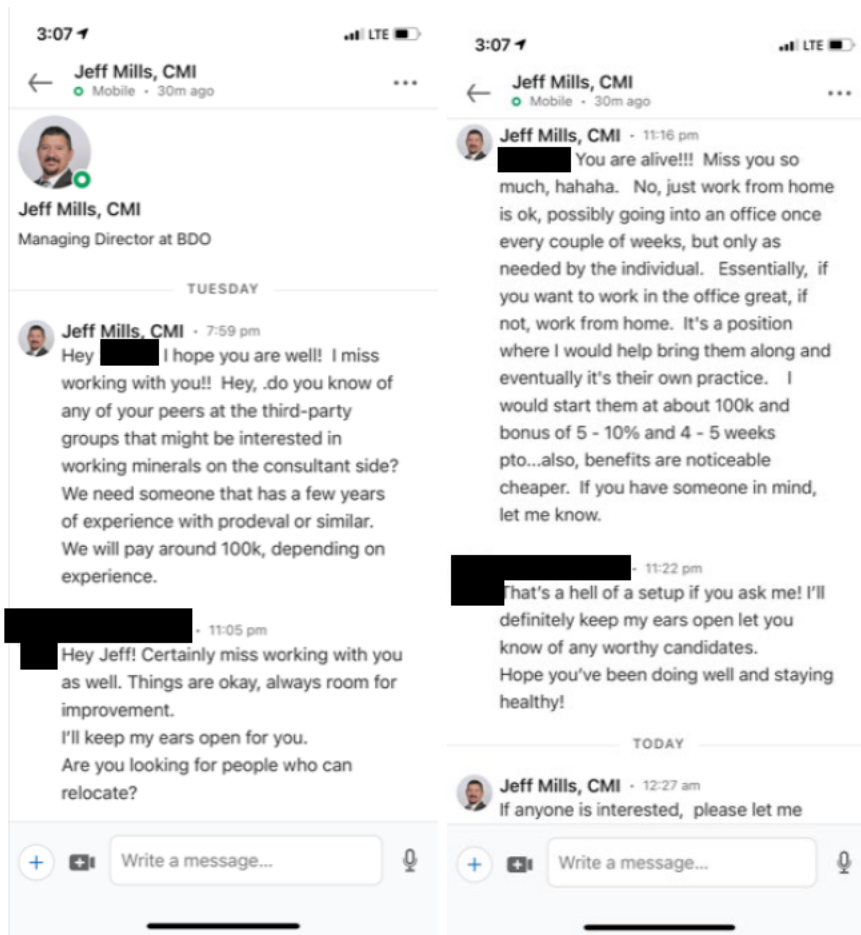 3:07
LTE
Jeff Mills, CMI
Mobile • 30m ago
Jeff Mills, CMI
Managing Director at BDO
TUESDAY
Jeff Mills, CMI • 7:59 pm
Hey I hope you are well! I miss
working with you!! Hey, .do you know of
any of your peers at the third-party
groups that might be interested in
working minerals on the consultant side?
We need someone that has a few years
of experience with prodeval or similar.
We will pay around 100k, depending on
experience.
• 11:05 pm
Hey Jeff! Certainly miss working with you
as well. Things are okay, always room for
improvement.
I'll keep my ears open for you.
Are you looking for people who can
relocate?
Write a message...
3:07
LTE
Jeff Mills, CMI
Mobile • 30m ago
Jeff Mills, CMI • 11:16 pm
You are alive!!! Miss you so
much, hahaha. No, just work from home
is ok, possibly going into an office once
every couple of weeks, but only as
needed by the individual. Essentially, if
you want to work in the office great, if
not, work from home. It's a position
where I would help bring them along and
eventually it's their own practice. I
would start them at about 100k and
bonus of 5 - 10% and 4 - 5 weeks
pto...also, benefits are noticeable
cheaper. If you have someone in mind,
let me know.
• 11:22 pm
That's a hell of a setup if you ask me! I'll
definitely keep my ears open let you
know of any worthy candidates.
Hope you've been doing well and staying
healthy!
TODAY
Jeff Mills, CMI • 12:27 am
If anyone is interested, please let me
Write a message...